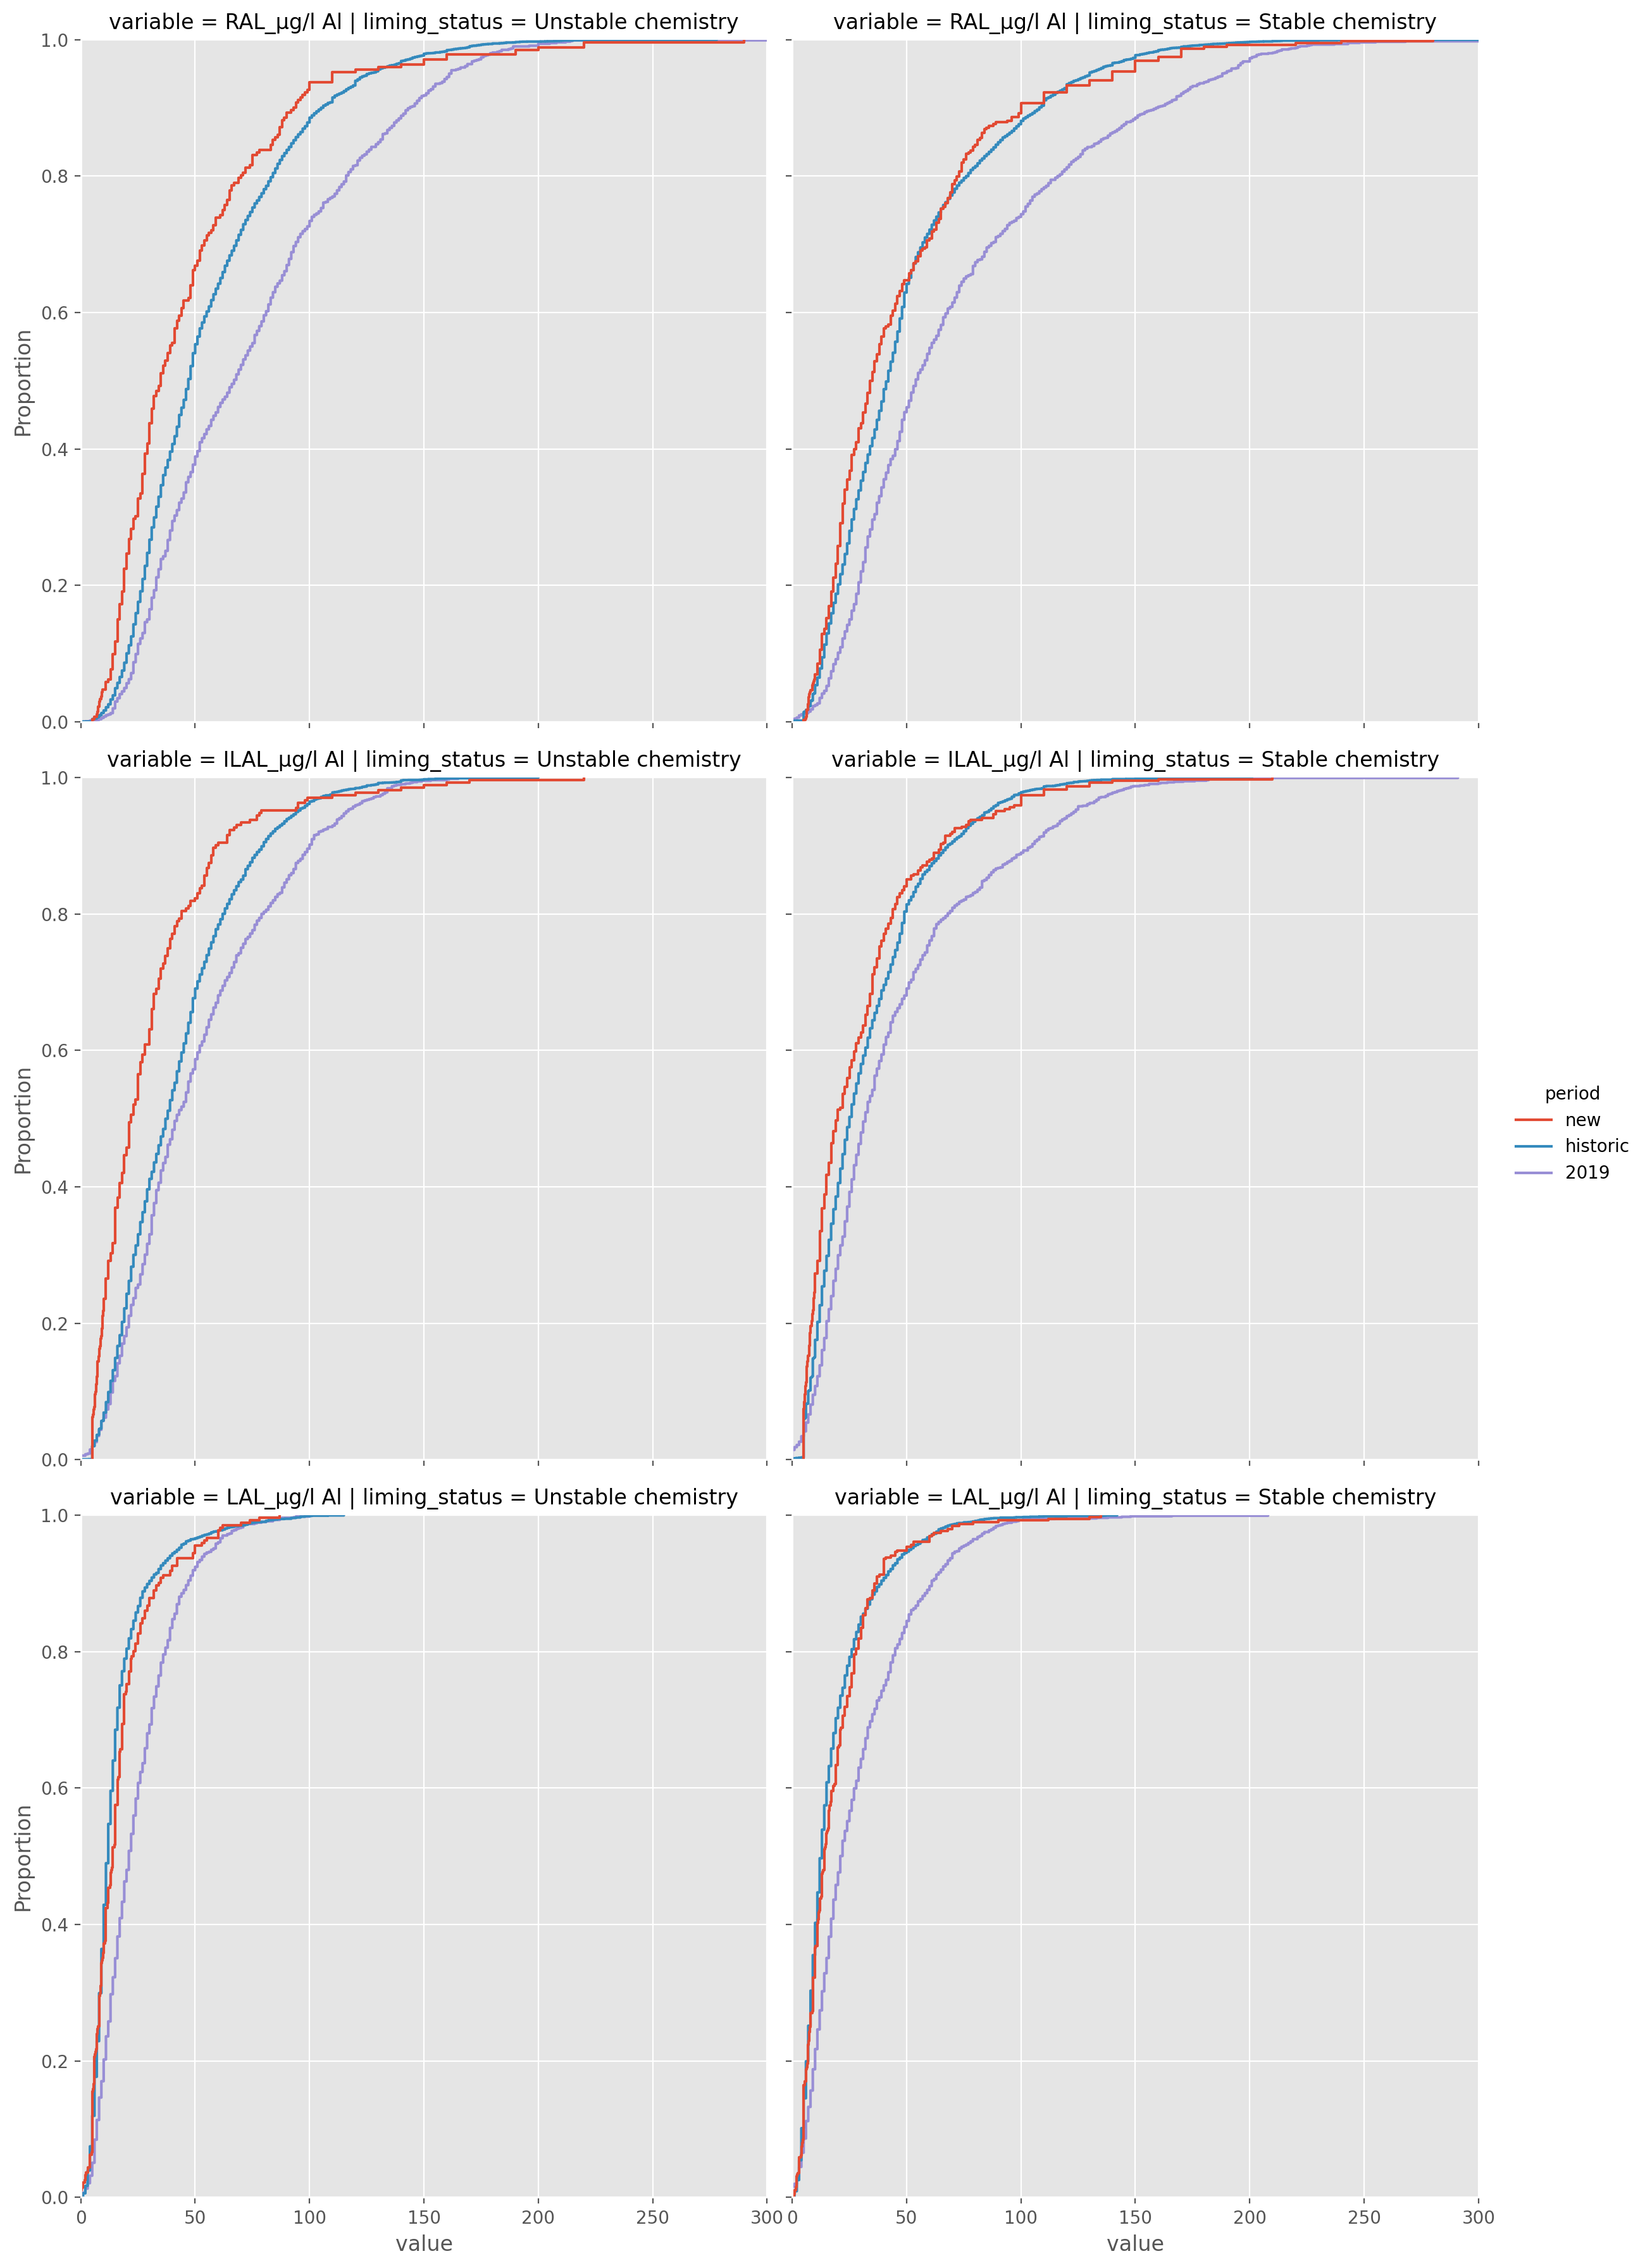 variable = RAL_µg/l Al | liming_status = Unstable chemistry
variable = RAL_µg/l Al | liming_status = Stable chemistry
1.0
0.8
0.6
0.4
0.2
0.0
Proportion
variable = ILAL_µg/l Al | liming_status = Unstable chemistry
variable = ILAL_µg/l Al | liming_status = Stable chemistry
1.0
0.8
0.6
0.4
0.2
0.0
Proportion
period
new
historic
2019
variable = LAL_µg/l Al | liming_status = Unstable chemistry
variable = LAL_µg/l Al | liming_status = Stable chemistry
1.0
0.8
0.6
0.4
0.2
0.0
Proportion
0 50 100 150 200 250 300
0 50 100 150 200 250 300
value
value